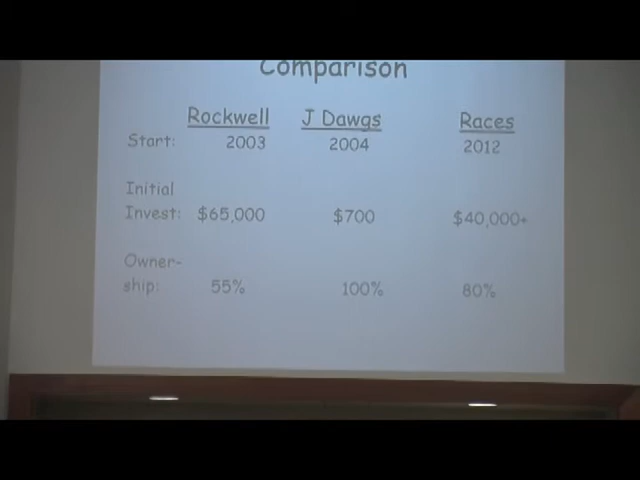 Comparison
Rockwell J Dawgs Races
Start: 2003 2004 2012
Initial
Invest: $65,000 $700 $40,000+
Owner-
ship: 55% 100% 80%